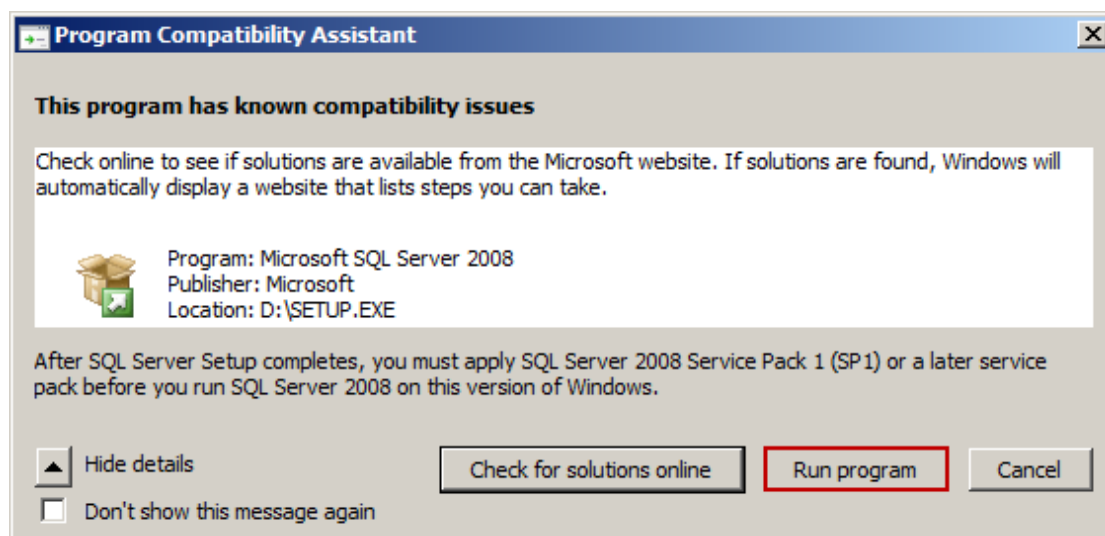 Program Compatibility Assistant
This program has known compatibility issues
Check online to see if solutions are available from the Microsoft website. If solutions are found, Windows will
automatically display a website that lists steps you can take.
Program: Microsoft SQL Server 2008
Publisher: Microsoft
Location: D:\SETUP.EXE
After SQL Server Setup completes, you must apply SQL Server 2008 Service Pack 1 (SP1) or a later service
pack before you run SQL Server 2008 on this version of Windows.
Hide details
Check for solutions online
Run program
Cancel
Don't show this message again